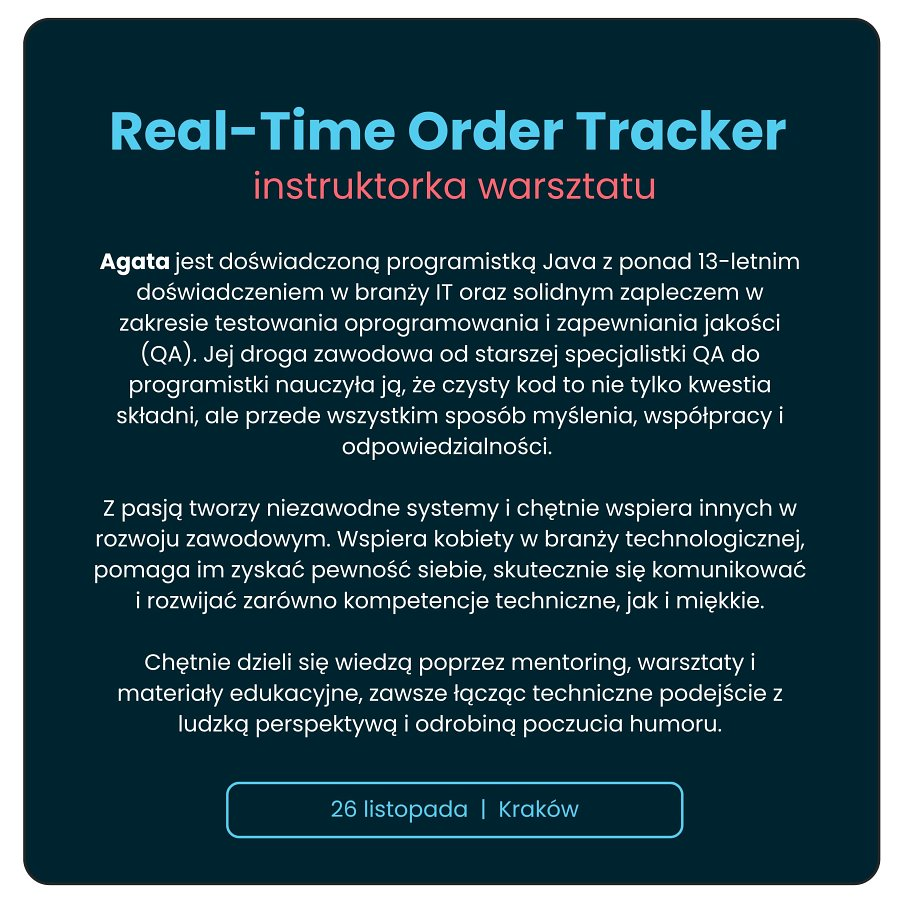 Real-Time Order Tracker
instruktorka warsztatu
Agata jest doświadczoną programistką Java z ponad 13-letnim
doświadczeniem w branży IT oraz solidnym zapleczem w
zakresie testowania oprogramowania i zapewniania jakości
(QA). Jej droga zawodowa od starszej specjalistki QA do
programistki nauczyła ją, że czysty kod to nie tylko kwestia
składni, ale przede wszystkim sposób myślenia, współpracy i
odpowiedzialności.
Z pasją tworzy niezawodne systemy i chętnie wspiera innych w
rozwoju zawodowym. Wspiera kobiety w branży technologicznej,
pomaga im zyskać pewność siebie, skutecznie się komunikować
i rozwijać zarówno kompetencje techniczne, jak i miękkie.
Chętnie dzieli się wiedzą poprzez mentoring, warsztaty i
materiały edukacyjne, zawsze łącząc techniczne podejście z
ludzką perspektywą i odrobiną poczucia humoru.
26 listopada | Kraków